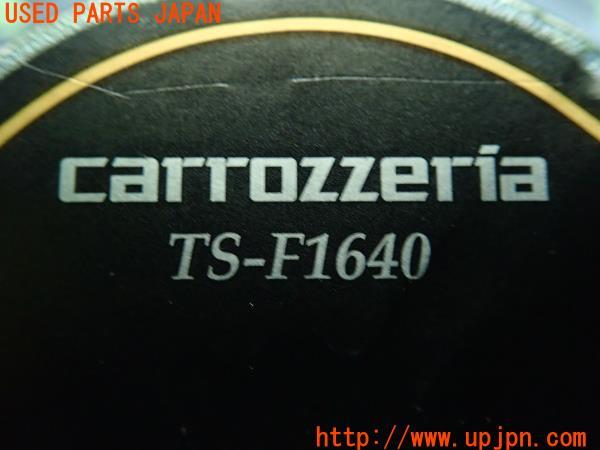 USED PARTS JAPAN
carrozzeria
TS-F1640
http://www.upjpn.com/